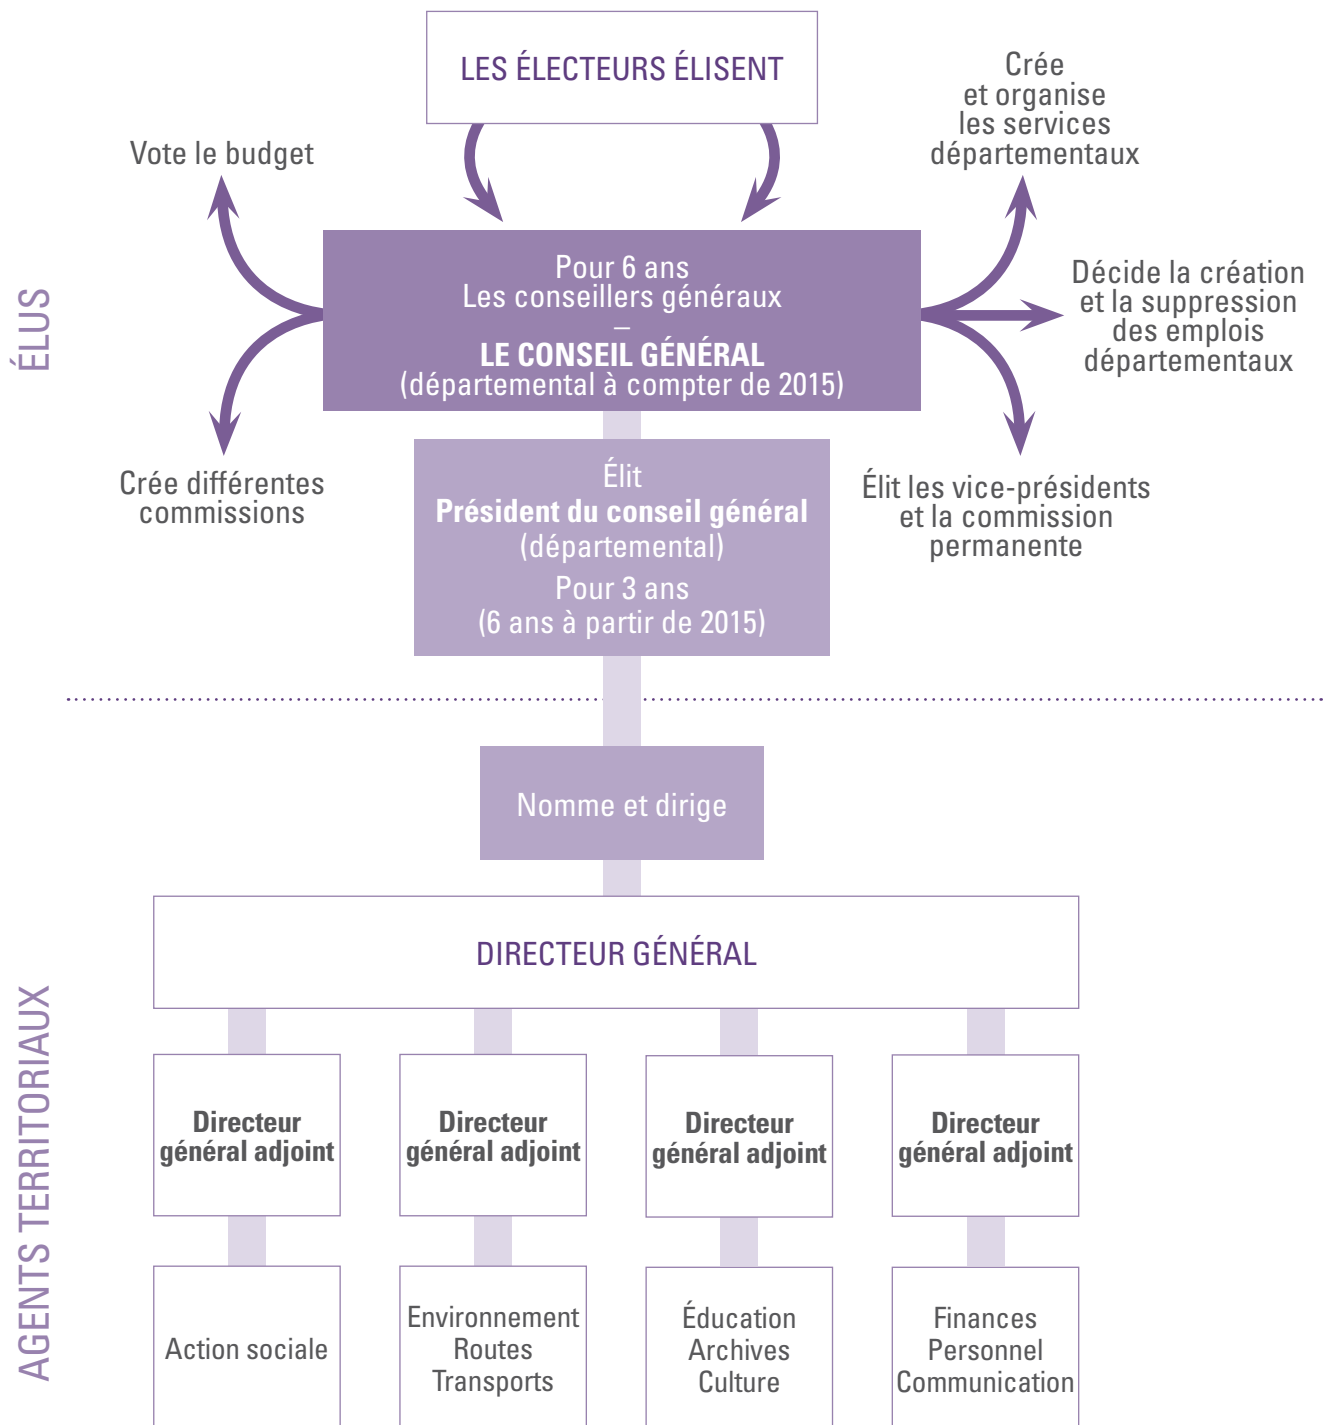 LES ÉLECTEURS ÉLISENT
Vote le budget
Crée
et organise
les services
départementaux
ÉLUS
Pour 6 ans
Les conseillers généraux
–
LE CONSEIL GÉNÉRAL
(départemental à compter de 2015)
Décide la création
et la suppression
des emplois
départementaux
Crée différentes
commissions
Élit
Président du conseil général
(départemental)
Pour 3 ans
(6 ans à partir de 2015)
Élit les vice-présidents
et la commission
permanente
Nomme et dirige
AGENTS TERRITORIAUX
DIRECTEUR GÉNÉRAL
Directeur
général adjoint
Directeur
général adjoint
Directeur
général adjoint
Directeur
général adjoint
Action sociale
Environnement
Routes
Transports
Éducation
Archives
Culture
Finances
Personnel
Communication